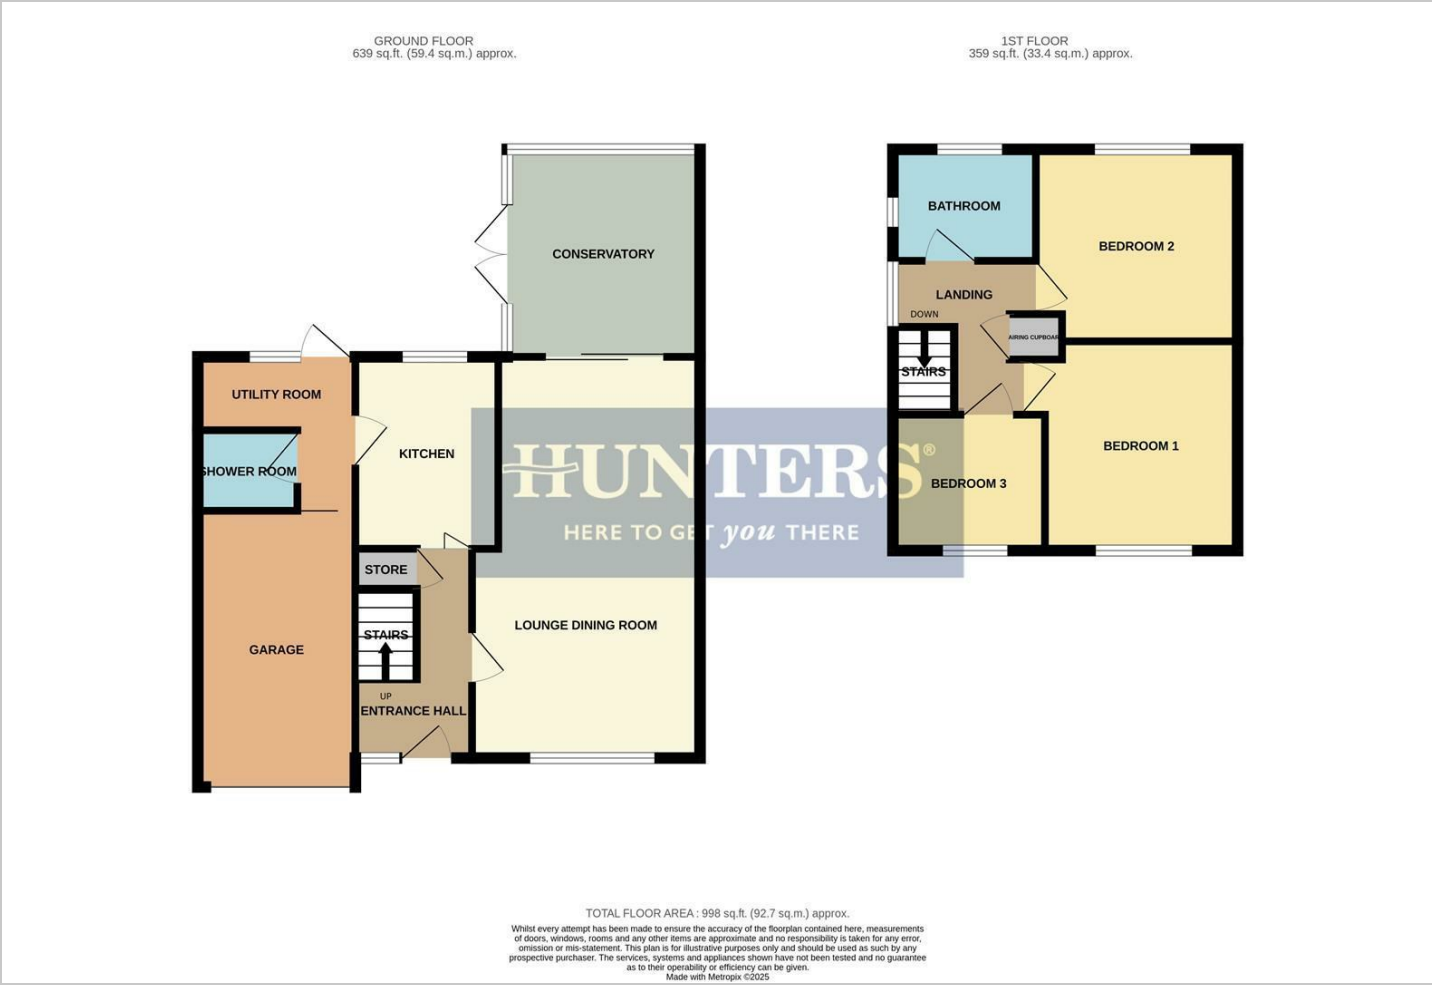 GROUND FLOOR
639 sq.ft. (59.4 sq.m.) approx.
1ST FLOOR
359 sq.ft. (33.4 sq.m.) approx.
CONSERVATORY
UTILITY ROOM
KITCHEN
SHOWER ROOM
STORE
STAIRS
LOUNGE DINING ROOM
GARAGE
UP
ENTRANCE HALL
BATHROOM
BEDROOM 2
LANDING
DOWN
AIRING CUPBOAR
STAIRS
BEDROOM 1
BEDROOM 3
HUNTERS®
HERE TO GET you THERE
TOTAL FLOOR AREA : 998 sq.ft. (92.7 sq.m.) approx.
Whilst every attempt has been made to ensure the accuracy of the floorplan contained here, measurements
of doors, windows, rooms and any other items are approximate and no responsibility is taken for any error,
omission or mis-statement. This plan is for illustrative purposes only and should be used as such by any
prospective purchaser. The services, systems and appliances shown have not been tested and no guarantee
as to their operability or efficiency can be given.
Made with Metropix ©2025